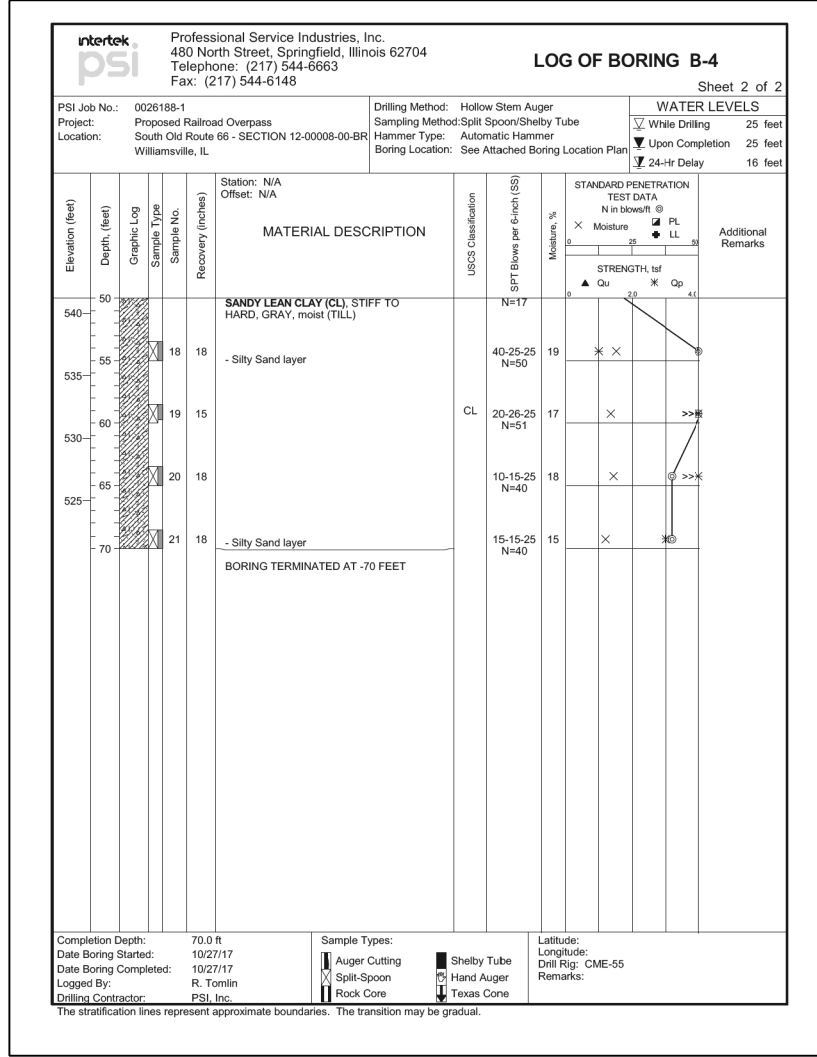 intertek
psi
Professional Service Industries, Inc.
480 North Street, Springfield, Illinois 62704
Telephone: (217) 544-6663
Fax: (217) 544-6148
LOG OF BORING B-4
Sheet 2 of 2
PSI Job No.: 0026188-1
Project: Proposed Railroad Overpass
Location: South Old Route 66 - SECTION 12-00008-00-BR
Williamsville, IL
Drilling Method: Hollow Stem Auger
Sampling Method: Split Spoon/Shelby Tube
Hammer Type: Automatic Hammer
Boring Location: See Attached Boring Location Plan
WATER LEVELS
While Drilling 25 feet
Upon Completion 25 feet
24-Hr Delay 16 feet
Elevation (feet)
Depth, (feet)
Graphic Log
Sample Type
Sample No.
Recovery (inches)
Station: N/A
Offset: N/A
MATERIAL DESCRIPTION
USCS Classification
SPT Blows per 6-inch (SS)
Moisture, %
STANDARD PENETRATION
TEST DATA
N in blows/ft ◎
× Moisture PL
LL
0 25 50
STRENGTH, tsf
▲ Qu ✳ Qp
0 2.0 4.0
Additional
Remarks
50
SANDY LEAN CLAY (CL), STIFF TO
HARD, GRAY, moist (TILL)
N=17
540
18 18 - Silty Sand layer 40-25-25 19
55 N=50
535
19 15 CL 20-26-25 17 >>
60 N=51
530
20 18 10-15-25 18 >>
65 N=40
525
21 18 - Silty Sand layer 15-15-25 15
70 N=40
BORING TERMINATED AT -70 FEET
Completion Depth: 70.0 ft
Date Boring Started: 10/27/17
Date Boring Completed: 10/27/17
Logged By: R. Tomlin
Drilling Contractor: PSI, Inc.
Sample Types:
Auger Cutting
Split-Spoon
Rock Core
Shelby Tube
Hand Auger
Texas Cone
Latitude:
Longitude:
Drill Rig: CME-55
Remarks:
The stratification lines represent approximate boundaries. The transition may be gradual.